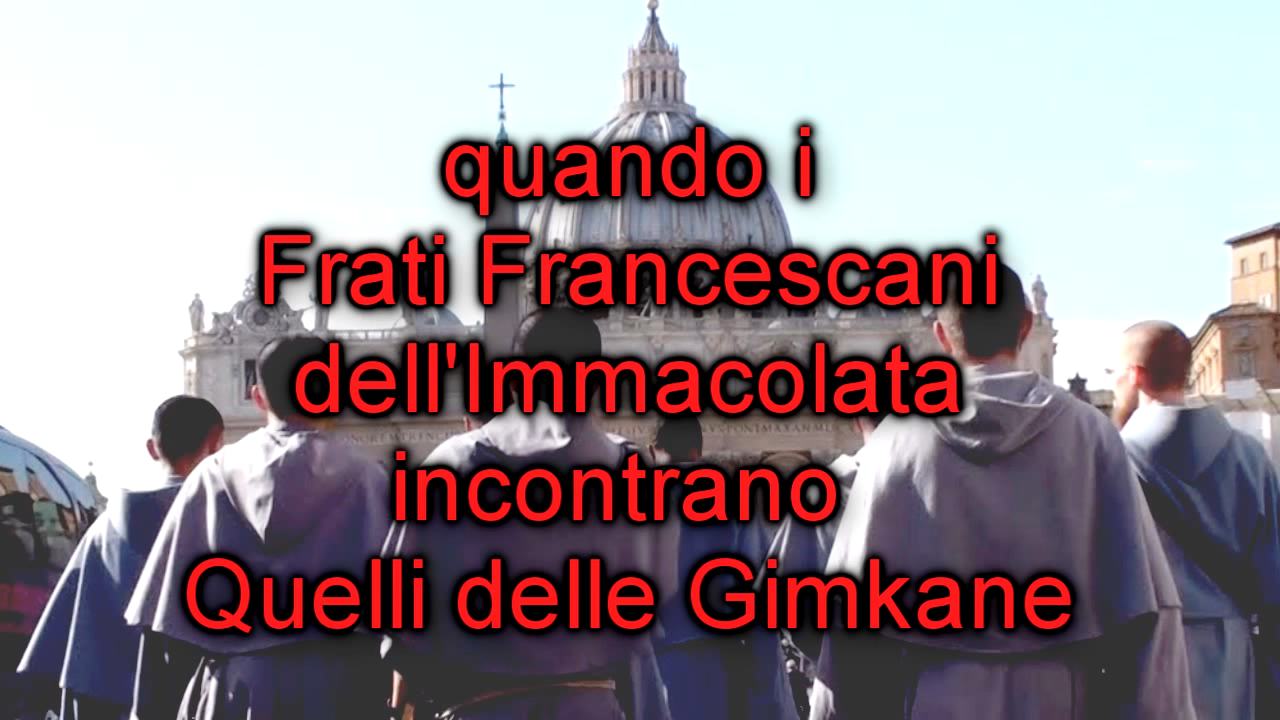 quando i
Frati Francescani
dell'Immacolata
incontrano
Quelli delle Gimkane